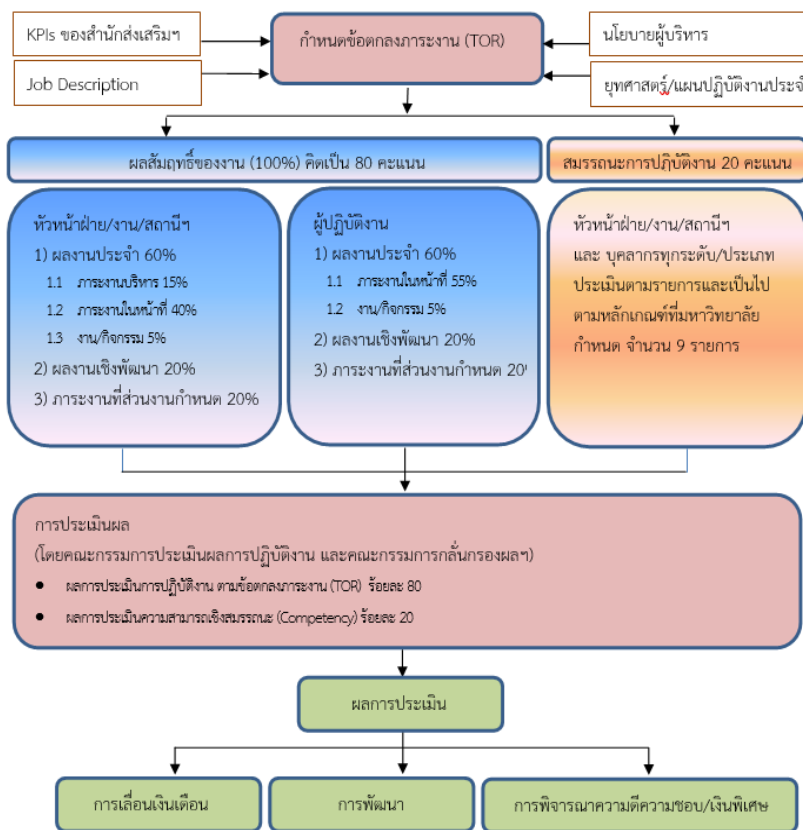 KPIs ของสำนักส่งเสริมฯ
กำหนดข้อตกลงภาระงาน (TOR)
นโยบายผู้บริหาร
Job Description
ยุทศาสตร์/แผนปฏิบัติงานประจำ
ผลสัมฤทธิ์ของงาน (100%) คิดเป็น 80 คะแนน
สมรรถนะการปฏิบัติงาน 20 คะแนน
หัวหน้าฝ่าย/งาน/สถานีฯ
1) ผลงานประจำ 60%
1.1 ภาระงานบริหาร 15%
1.2 ภาระงานในหน้าที่ 40%
1.3 งาน/กิจกรรม 5%
2) ผลงานเชิงพัฒนา 20%
3) ภาระงานที่ส่วนงานกำหนด 20%
ผู้ปฏิบัติงาน
1) ผลงานประจำ 60%
1.1 ภาระงานในหน้าที่ 55%
1.2 งาน/กิจกรรม 5%
2) ผลงานเชิงพัฒนา 20%
3) ภาระงานที่ส่วนงานกำหนด 20
หัวหน้าฝ่าย/งาน/สถานีฯ
และ บุคลากรทุกระดับ/ประเภท
ประเมินตามรายการและเป็นไป
ตามหลักเกณฑ์ที่มหาวิทยาลัย
กำหนด จำนวน 9 รายการ
การประเมินผล
(โดยคณะกรรมการประเมินผลการปฏิบัติงาน และคณะกรรมการกลั่นกรองผลฯ)
● ผลการประเมินการปฏิบัติงาน ตามข้อตกลงภาระงาน (TOR) ร้อยละ 80
● ผลการประเมินความสามารถเชิงสมรรถนะ (Competency) ร้อยละ 20
ผลการประเมิน
การเลื่อนเงินเดือน
การพัฒนา
การพิจารณาความดีความชอบ/เงินพิเศษ